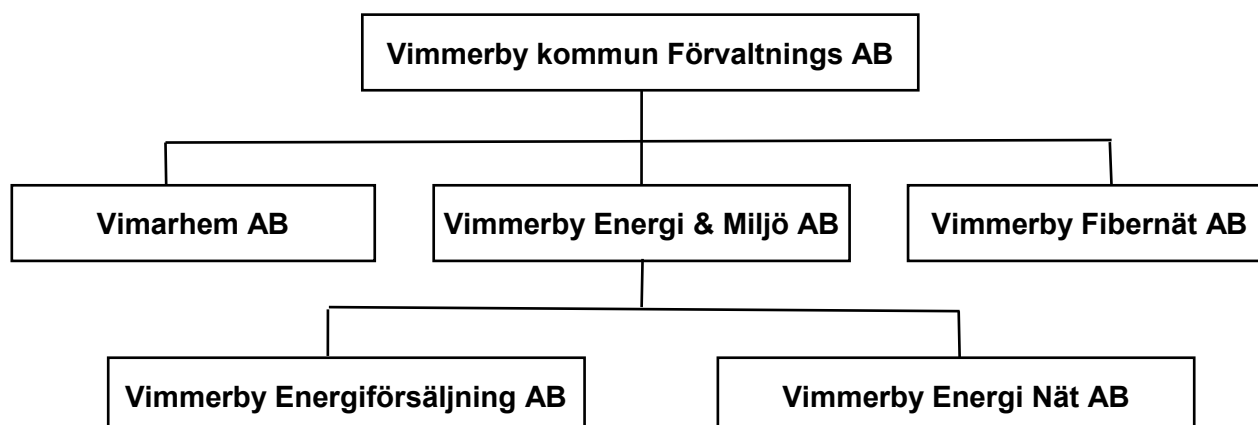 Vimmerby kommun Förvaltnings AB
Vimarhem AB
Vimmerby Energi & Miljö AB
Vimmerby Fibernät AB
Vimmerby Energiförsäljning AB
Vimmerby Energi Nät AB